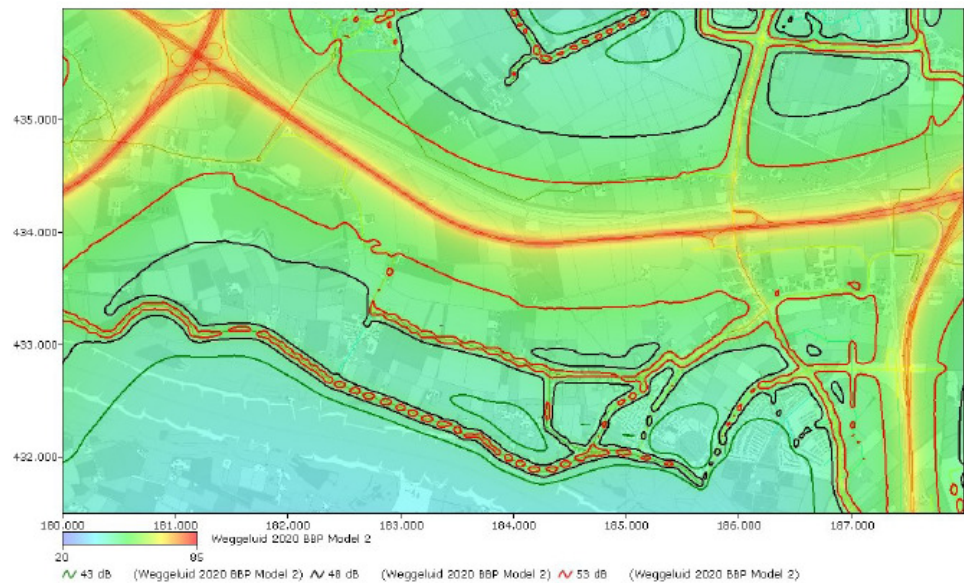 435.000
434.000
433.000
432.000
180.000 181.000 182.000 183.000 184.000 185.000 186.000 187.000
Weggeluid 2020 BBP Model 2
20 85
43 dB (Weggeluid 2020 BBP Model 2) 48 dB (Weggeluid 2020 BBP Model 2) 53 dB (Weggeluid 2020 BBP Model 2)